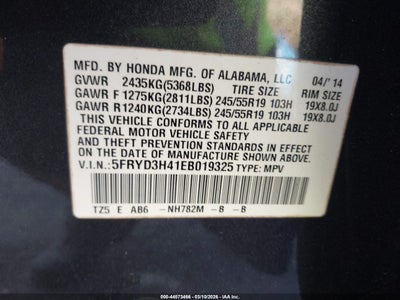 MFD. BY HONDA MFG. OF ALABAMA, LLC 04/'14
GVWR 2435KG(5368LBS) TIRE SIZE RIM SIZE
GAWR F 1275KG(2811LBS) 245/55R19 103H 19X8.0J
GAWR R1240KG(2734LBS) 245/55R19 103H 19X8.0J
THIS VEHICLE CONFORMS TO ALL APPLICABLE
FEDERAL MOTOR VEHICLE SAFETY AND
THEFT PREVENTION STANDARDS IN EFFECT ON
THE DATE OF MANUFACTURE SHOWN ABOVE.
V.I.N.: 5FRYD3H41EB019325 TYPE: MPV
TZ5 E AB6 -NH782M -B -B
000-44573466 - 03/10/2026 - IAA, Inc.